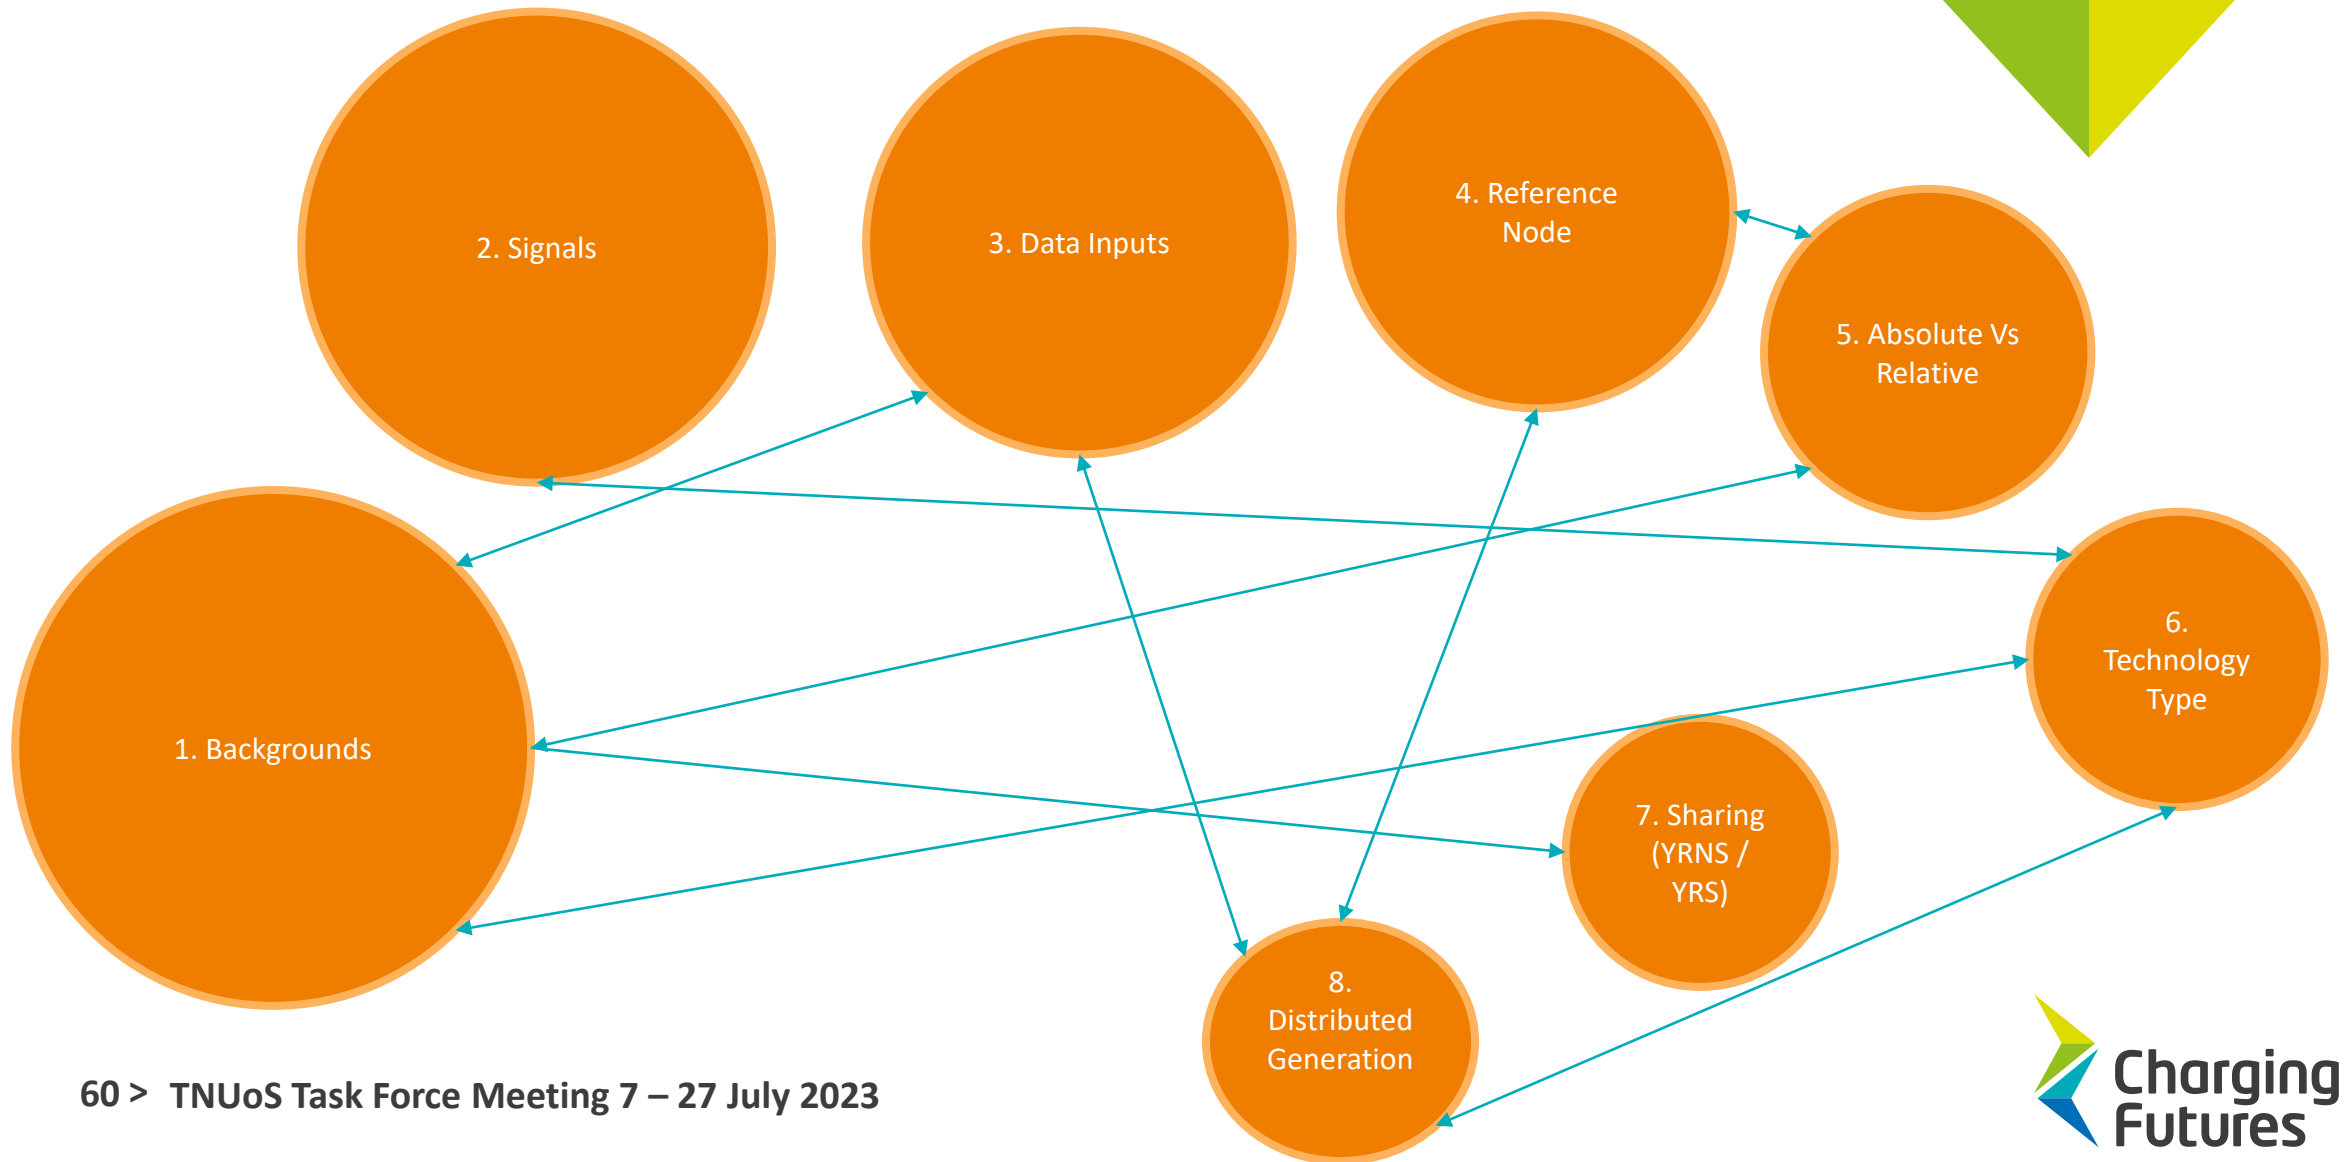 2. Signals
3. Data Inputs
4. Reference
Node
5. Absolute Vs
Relative
6.
Technology
Type
1. Backgrounds
7. Sharing
(YRNS /
YRS)
8.
Distributed
Generation
60 > TNUoS Task Force Meeting 7 – 27 July 2023
Charging
Futures